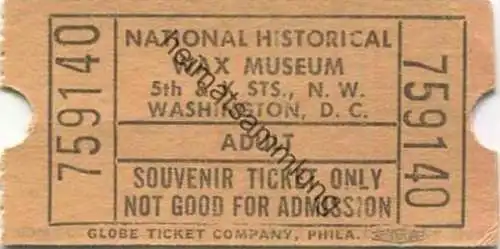 759140
NATIONAL HISTORICAL
WAX MUSEUM
5th & K STS., N. W.
WASHINGTON, D. C.
ADULT
SOUVENIR TICKET ONLY
NOT GOOD FOR ADMISSION
759140
GLOBE TICKET COMPANY, PHILA.
heimatsammlung